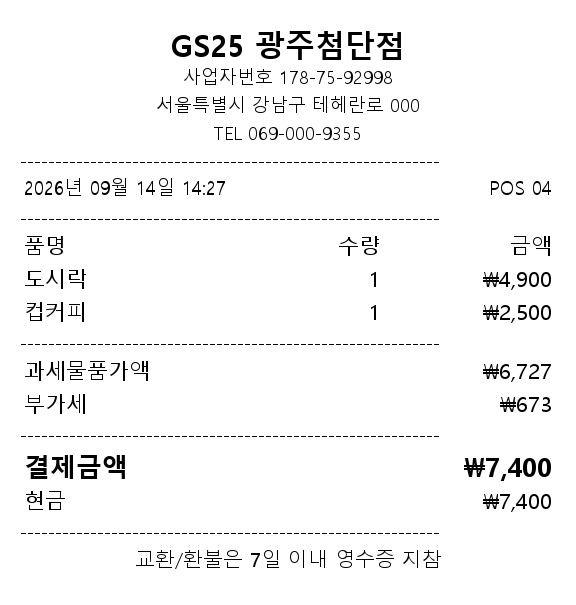 GS25 광주첨단점
사업자번호 178-75-92998
서울특별시 강남구 테헤란로 000
TEL 069-000-9355
2026년 09월 14일 14:27 POS 04
품명 수량 금액
도시락 1 ₩4,900
컵커피 1 ₩2,500
과세물품가액 ₩6,727
부가세 ₩673
결제금액 ₩7,400
현금 ₩7,400
교환/환불은 7일 이내 영수증 지참